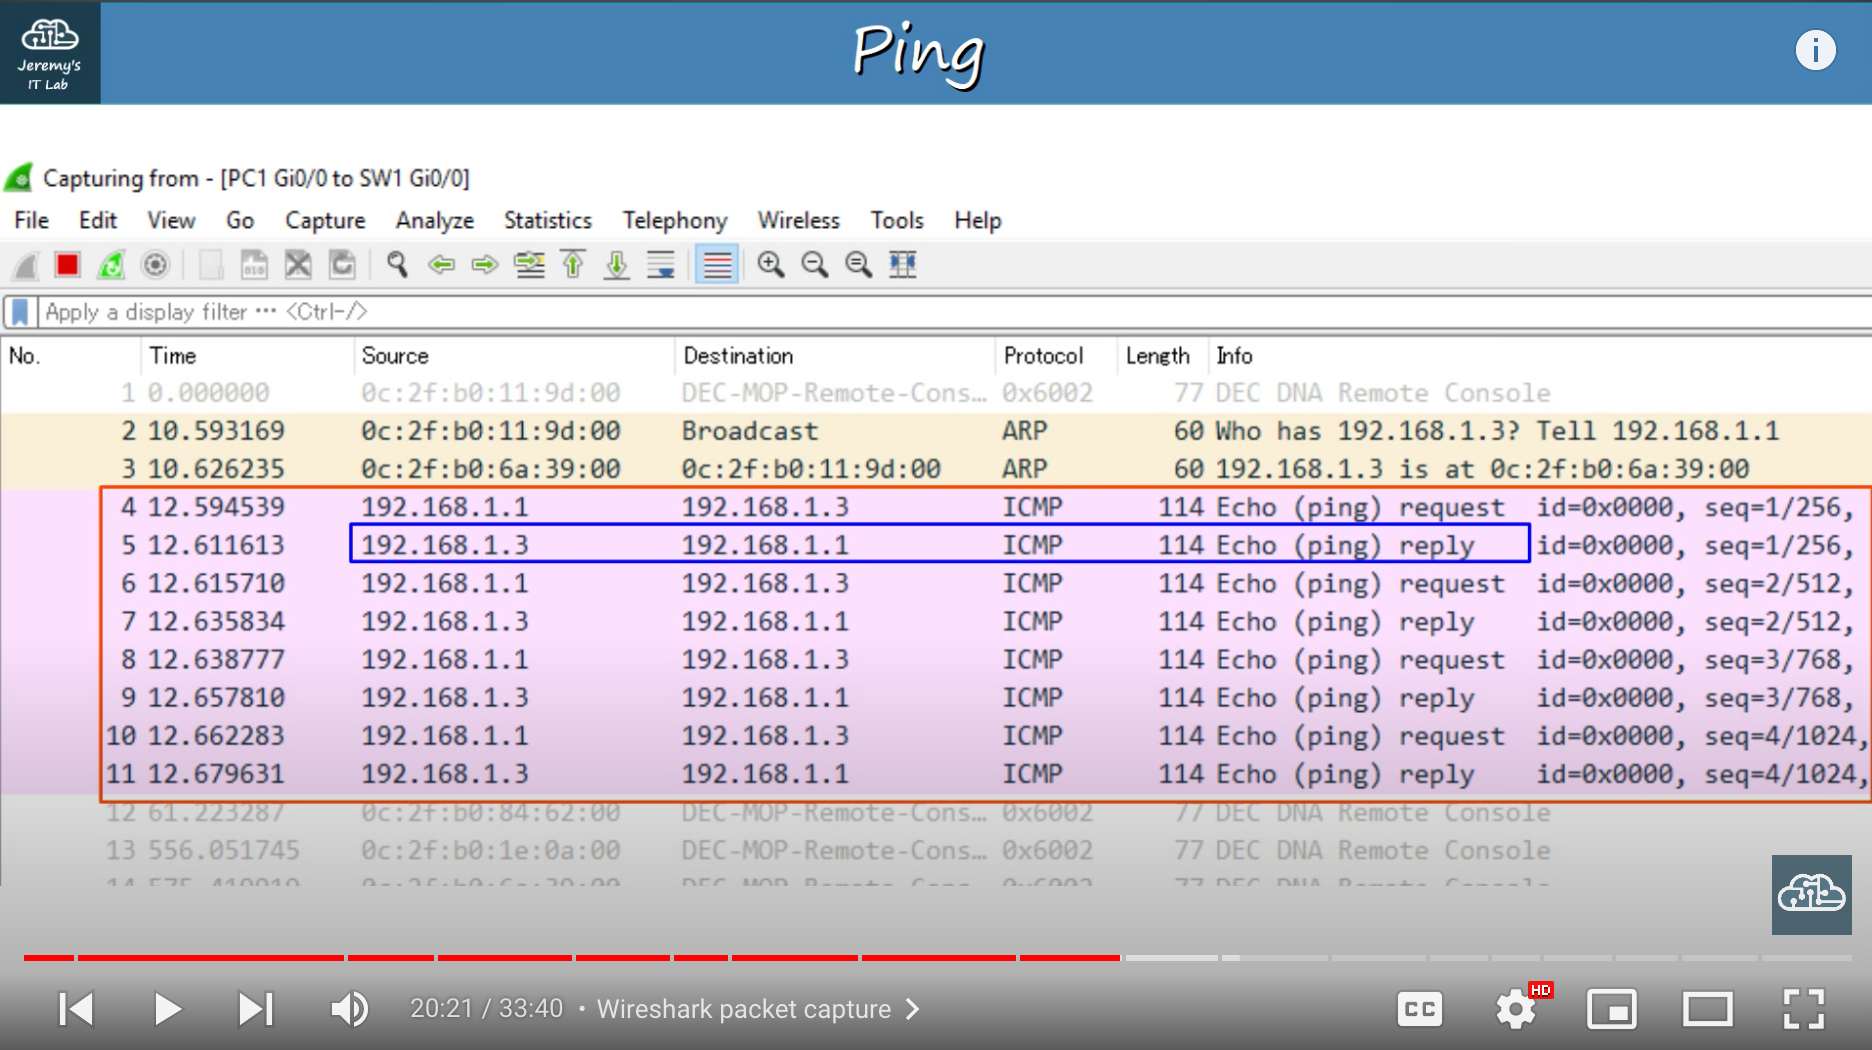 Ping
Jeremy's
IT Lab
Capturing from - [PC1 Gi0/0 to SW1 Gi0/0]
File Edit View Go Capture Analyze Statistics Telephony Wireless Tools Help
Apply a display filter ··· <Ctrl-/>
No. Time Source Destination Protocol Length Info
1 0.000000 0c:2f:b0:11:9d:00 DEC-MOP-Remote-Cons… 0x6002 77 DEC DNA Remote Console
2 10.593169 0c:2f:b0:11:9d:00 Broadcast ARP 60 Who has 192.168.1.3? Tell 192.168.1.1
3 10.626235 0c:2f:b0:6a:39:00 0c:2f:b0:11:9d:00 ARP 60 192.168.1.3 is at 0c:2f:b0:6a:39:00
4 12.594539 192.168.1.1 192.168.1.3 ICMP 114 Echo (ping) request id=0x0000, seq=1/256,
5 12.611613 192.168.1.3 192.168.1.1 ICMP 114 Echo (ping) reply id=0x0000, seq=1/256,
6 12.615710 192.168.1.1 192.168.1.3 ICMP 114 Echo (ping) request id=0x0000, seq=2/512,
7 12.635834 192.168.1.3 192.168.1.1 ICMP 114 Echo (ping) reply id=0x0000, seq=2/512,
8 12.638777 192.168.1.1 192.168.1.3 ICMP 114 Echo (ping) request id=0x0000, seq=3/768,
9 12.657810 192.168.1.3 192.168.1.1 ICMP 114 Echo (ping) reply id=0x0000, seq=3/768,
10 12.662283 192.168.1.1 192.168.1.3 ICMP 114 Echo (ping) request id=0x0000, seq=4/1024,
11 12.679631 192.168.1.3 192.168.1.1 ICMP 114 Echo (ping) reply id=0x0000, seq=4/1024,
12 61.223287 0c:2f:b0:84:62:00 DEC-MOP-Remote-Cons… 0x6002 77 DEC DNA Remote Console
13 556.051745 0c:2f:b0:1e:0a:00 DEC-MOP-Remote-Cons… 0x6002 77 DEC DNA Remote Console
20:21 / 33:40 • Wireshark packet capture
CC
HD